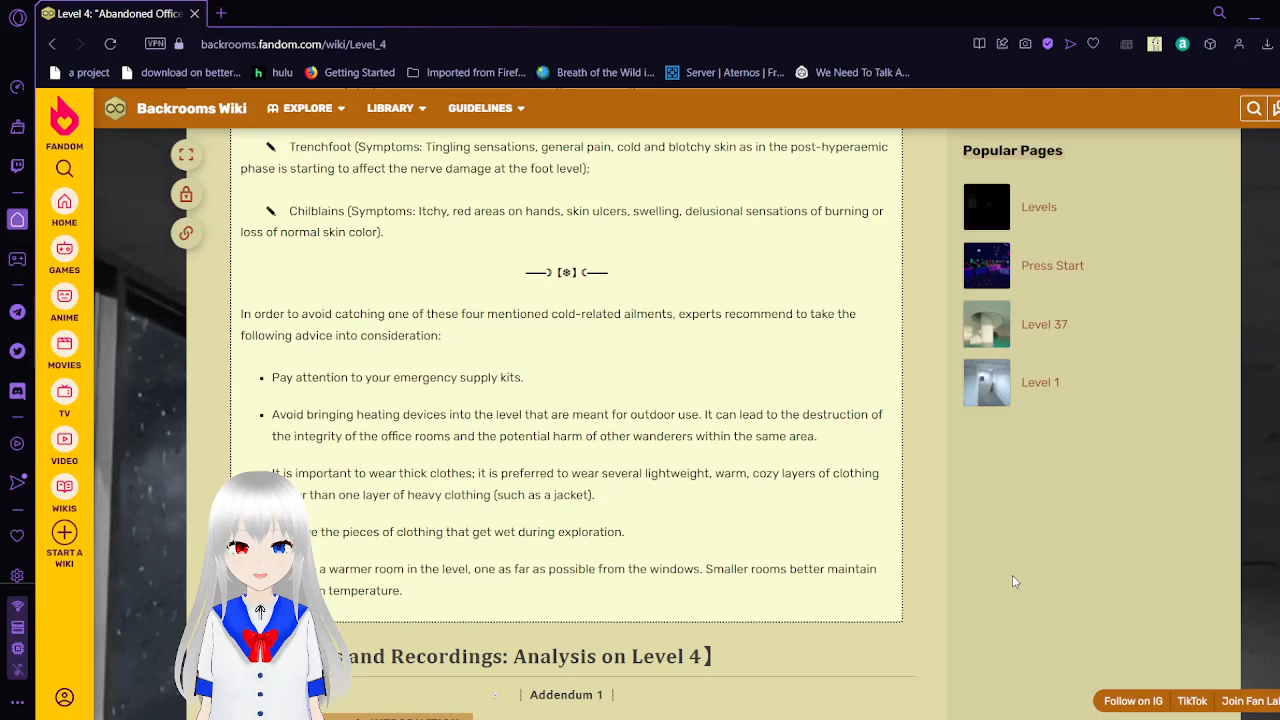 Level 4: "Abandoned Office
VPN
backrooms.fandom.com/wiki/Level_4
a project
download on better...
hulu
Getting Started
Imported from Firef...
Breath of the Wild i...
Server | Aternos | Fr...
We Need To Talk A...
FANDOM
HOME
GAMES
ANIME
MOVIES
TV
VIDEO
WIKIS
START A
WIKI
Backrooms Wiki
EXPLORE
LIBRARY
GUIDELINES
Trenchfoot (Symptoms: Tingling sensations, general pain, cold and blotchy skin as in the post-hyperaemic
phase is starting to affect the nerve damage at the foot level);
Chilblains (Symptoms: Itchy, red areas on hands, skin ulcers, swelling, delusional sensations of burning or
loss of normal skin color).
In order to avoid catching one of these four mentioned cold-related ailments, experts recommend to take the
following advice into consideration:
Pay attention to your emergency supply kits.
Avoid bringing heating devices into the level that are meant for outdoor use. It can lead to the destruction of
the integrity of the office rooms and the potential harm of other wanderers within the same area.
It is important to wear thick clothes; it is preferred to wear several lightweight, warm, cozy layers of clothing
r than one layer of heavy clothing (such as a jacket).
ve the pieces of clothing that get wet during exploration.
a warmer room in the level, one as far as possible from the windows. Smaller rooms better maintain
n temperature.
s and Recordings: Analysis on Level 4】
| Addendum 1 |
Popular Pages
Levels
Press Start
Level 37
Level 1
Follow on IG
TikTok
Join Fan La